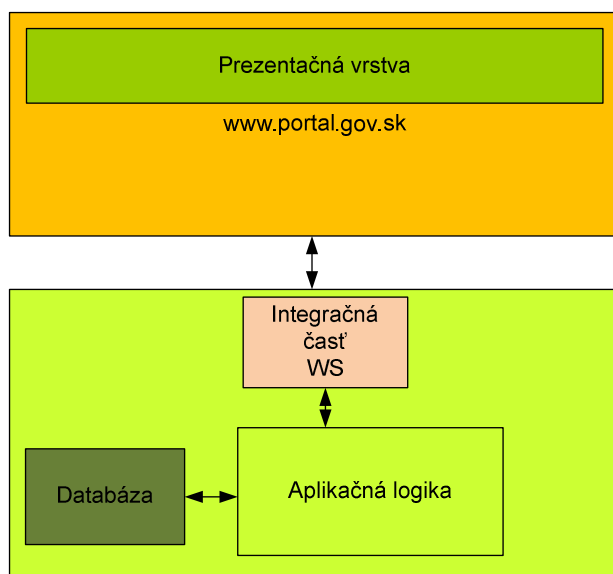 Prezentačná vrstva
www.portal.gov.sk
Integračná
časť
WS
Databáza
Aplikačná logika